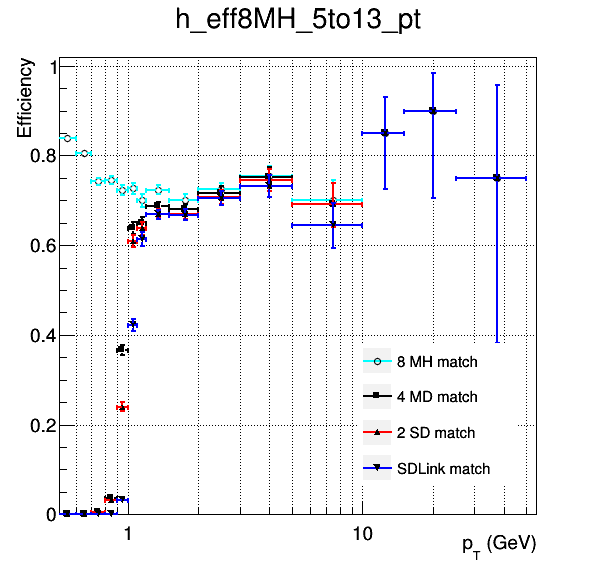 h_eff8MH_5to13_pt
Efficiency
1
0.8
0.6
0.4
0.2
0
8 MH match
4 MD match
2 SD match
SDLink match
1
10
p_T (GeV)